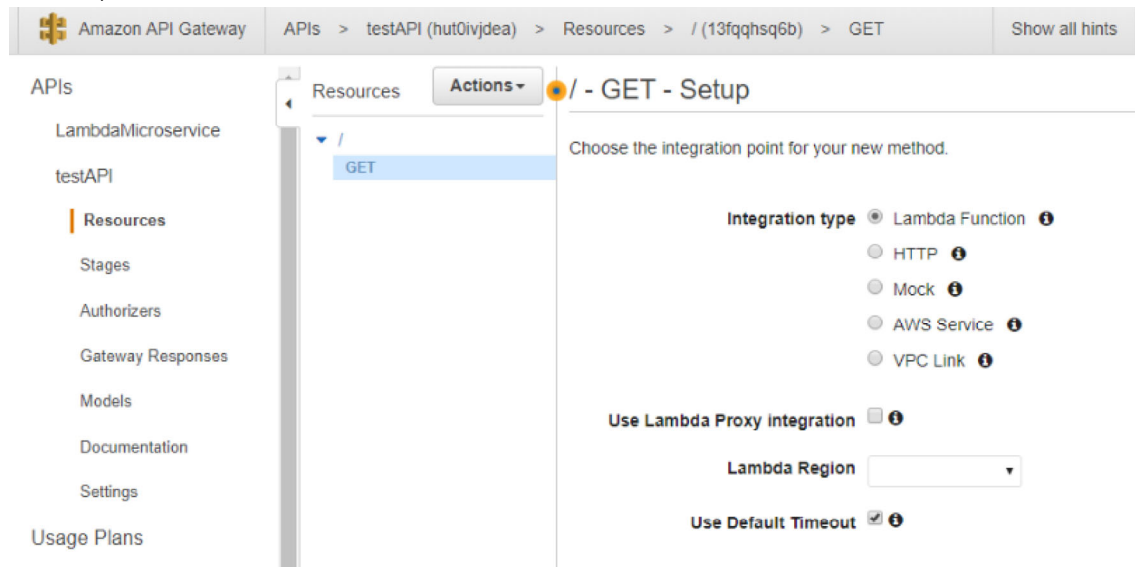 Amazon API Gateway APIs > testAPI (hut0ivjdea) > Resources > / (13fqqhsq6b) > GET Show all hints
APIs
LambdaMicroservice
testAPI
Resources
Stages
Authorizers
Gateway Responses
Models
Documentation
Settings
Usage Plans
Resources Actions
/
GET
/ - GET - Setup
Choose the integration point for your new method.
Integration type Lambda Function
HTTP
Mock
AWS Service
VPC Link
Use Lambda Proxy integration
Lambda Region
Use Default Timeout